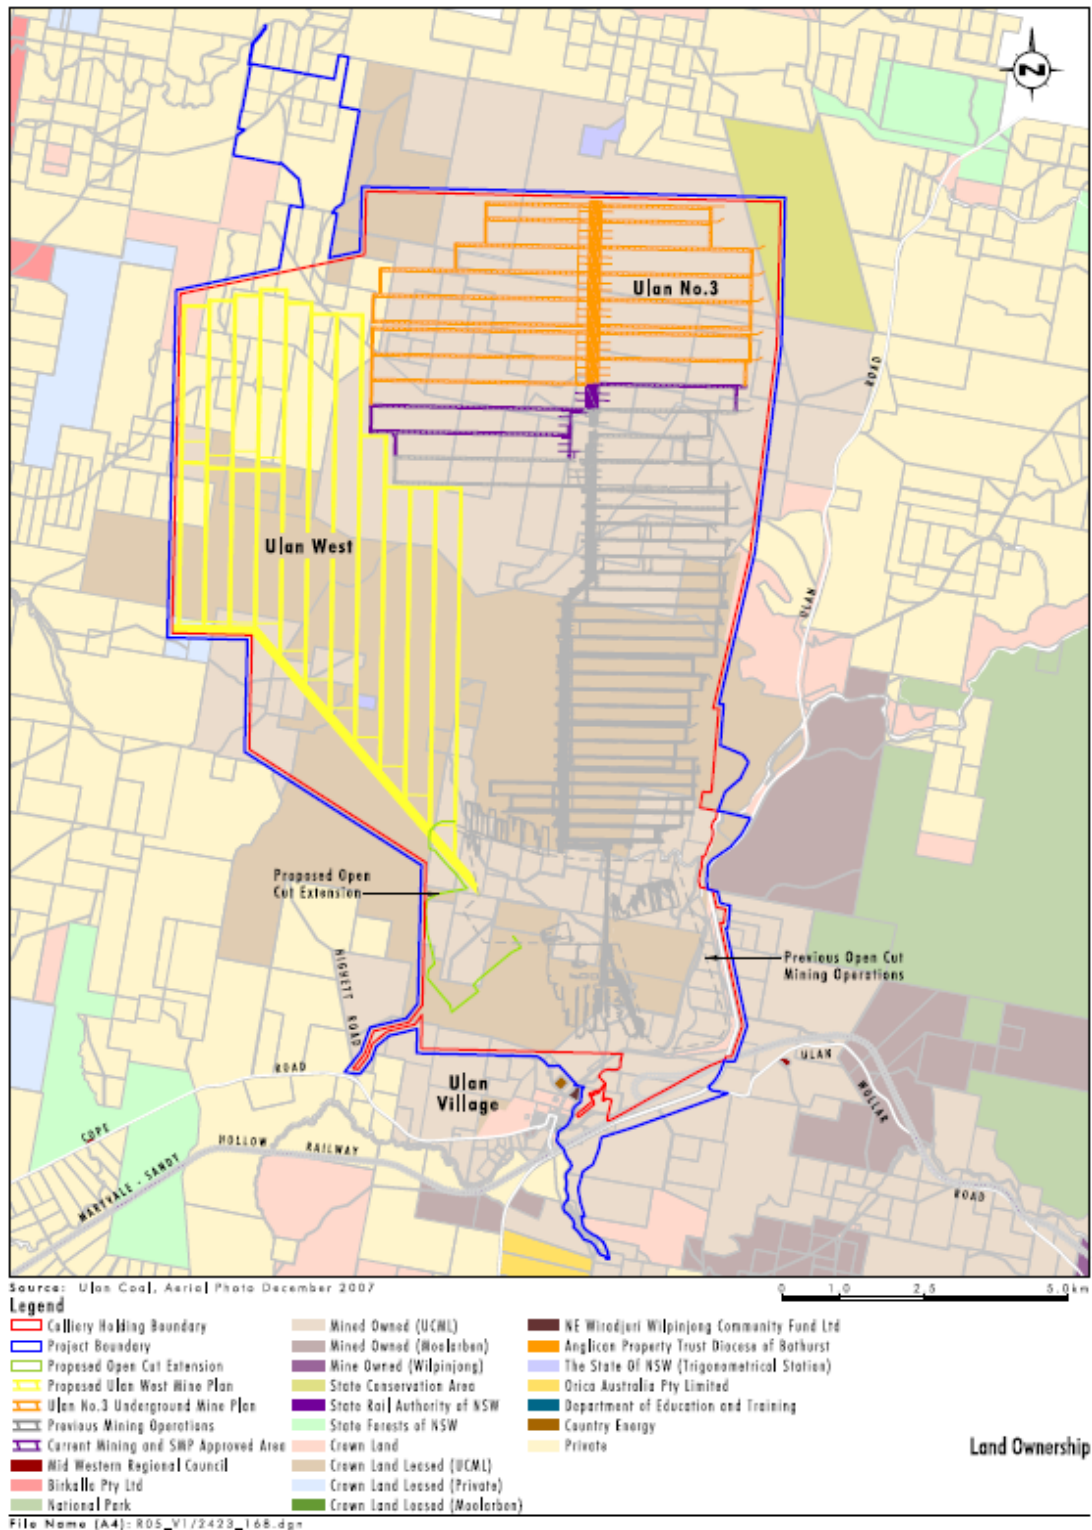 N
Ulan No.3
ROAD
Ulan West
ULAN
Proposed Open
Cut Extension
Previous Open Cut
Mining Operations
HIGHETT ROAD
ROAD
ULAN
Ulan
Village
WOLLAR
COPE
HOLLOW
RAILWAY
MARYVALE - SANDY
ROAD
Source: Ulan Coal, Aerial Photo December 2007
0 1.0 2.5 5.0km
Legend
Colliery Holding Boundary
Project Boundary
Proposed Open Cut Extension
Proposed Ulan West Mine Plan
Ulan No.3 Underground Mine Plan
Previous Mining Operations
Current Mining and SMP Approved Area
Mid Western Regional Council
Birkalla Pty Ltd
National Park
Mined Owned (UCML)
Mined Owned (Moolarben)
Mine Owned (Wilpinjong)
State Conservation Area
State Rail Authority of NSW
State Forests of NSW
Crown Land
Crown Land Leased (UCML)
Crown Land Leased (Private)
Crown Land Leased (Moolarben)
NE Wiradjuri Wilpinjong Community Fund Ltd
Anglican Property Trust Diocese of Bathurst
The State Of NSW (Trigonometrical Station)
Orica Australia Pty Limited
Department of Education and Training
Country Energy
Private
Land Ownership
File Name (A4): R05_V1/2423_168.dgn